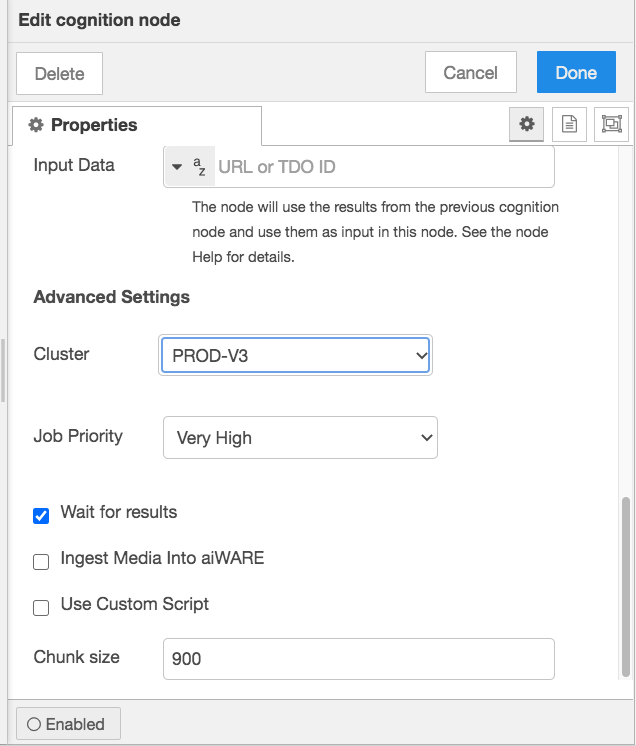 Edit cognition node
Delete
Cancel
Done
Properties
Input Data
a
z
URL or TDO ID
The node will use the results from the previous cognition
node and use them as input in this node. See the node
Help for details.
Advanced Settings
Cluster
PROD-V3
Job Priority
Very High
Wait for results
Ingest Media Into aiWARE
Use Custom Script
Chunk size
900
Enabled